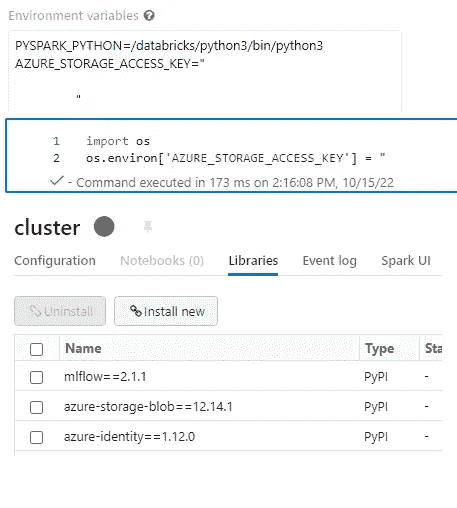 Environment variables ?
PYSPARK_PYTHON=/databricks/python3/bin/python3
AZURE_STORAGE_ACCESS_KEY="
"
1 import os
2 os.environ['AZURE_STORAGE_ACCESS_KEY'] = "
- Command executed in 173 ms on 2:16:08 PM, 10/15/22
cluster
Configuration Notebooks (0) Libraries Event log Spark UI
Uninstall Install new
Name Type Sta
mlflow==2.1.1 PyPI -
azure-storage-blob==12.14.1 PyPI -
azure-identity==1.12.0 PyPI -